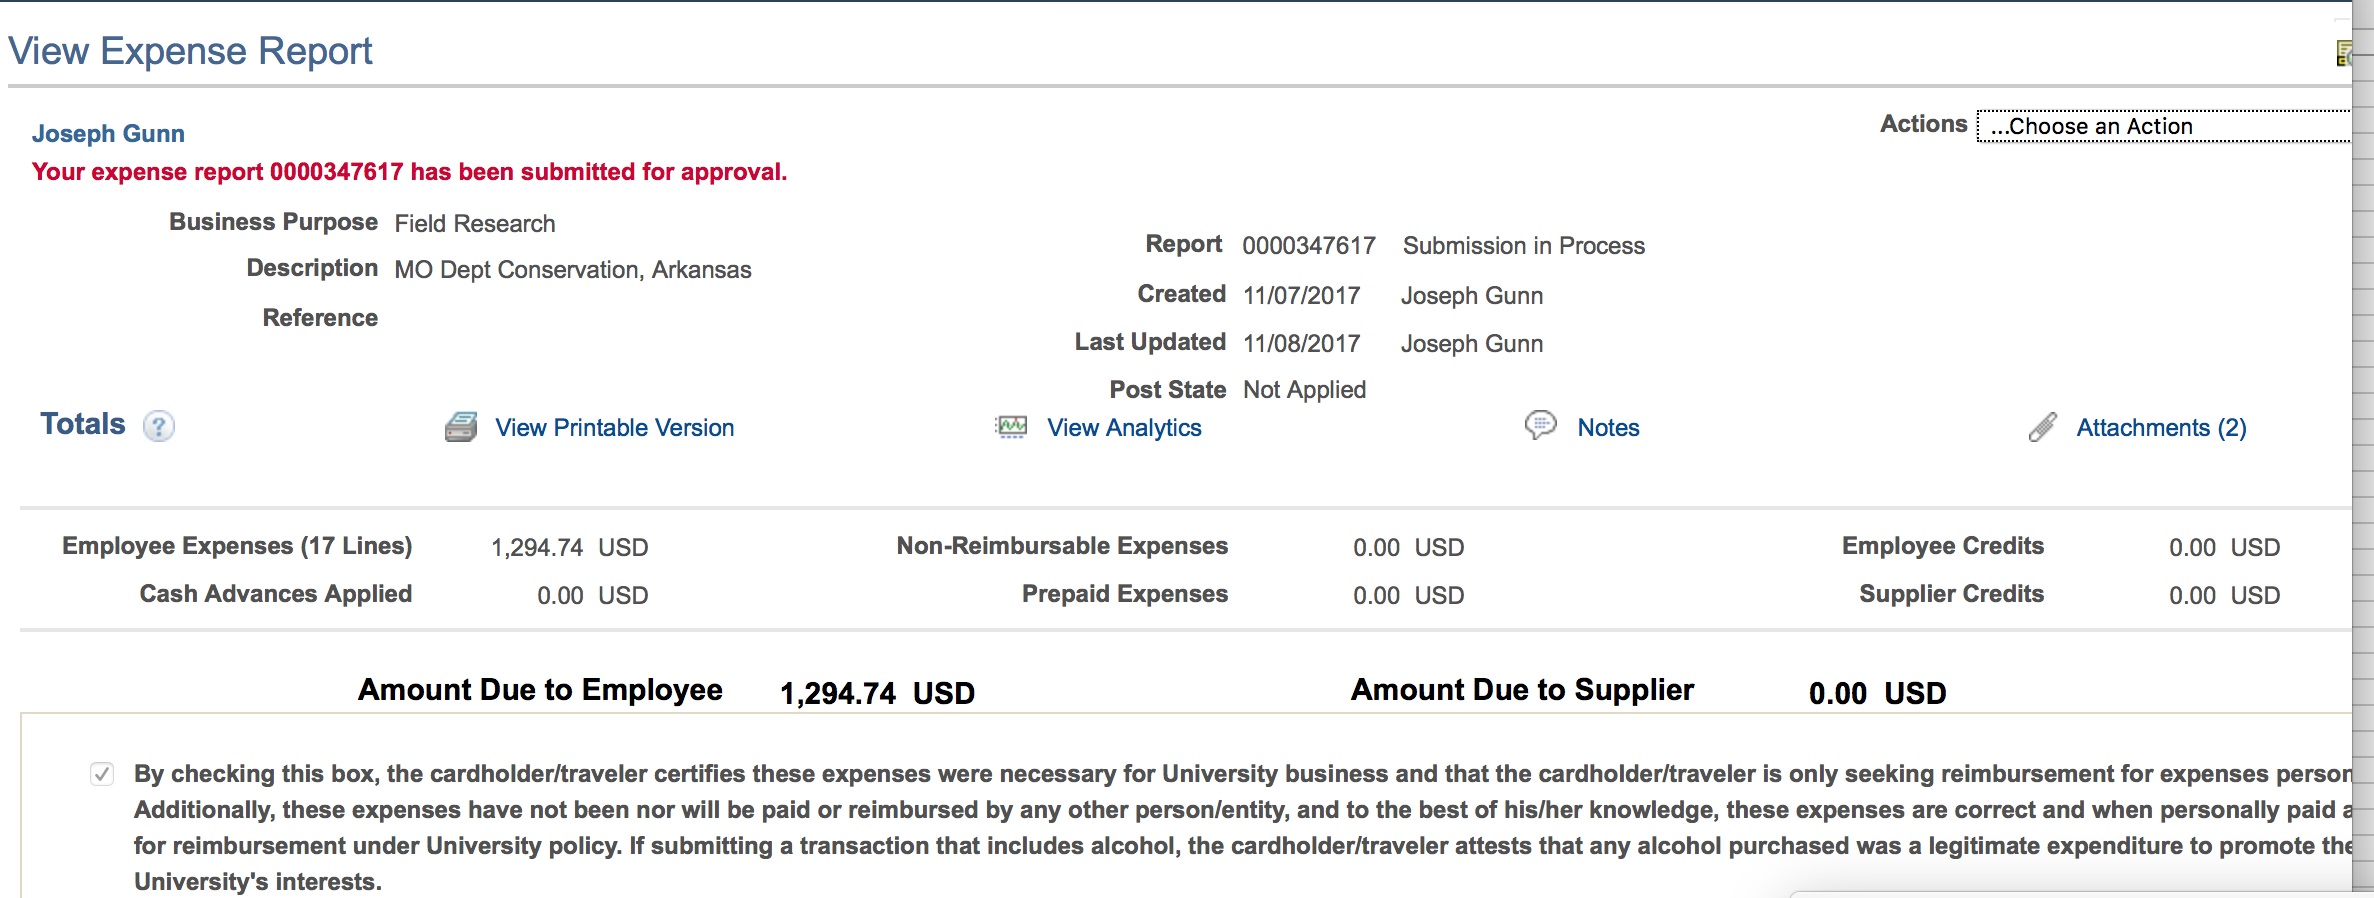 View Expense Report
Joseph Gunn
Actions ...Choose an Action
Your expense report 0000347617 has been submitted for approval.
Business Purpose Field Research
Report 0000347617 Submission in Process
Description MO Dept Conservation, Arkansas
Created 11/07/2017 Joseph Gunn
Reference
Last Updated 11/08/2017 Joseph Gunn
Post State Not Applied
Totals ? View Printable Version View Analytics Notes Attachments (2)
Employee Expenses (17 Lines) 1,294.74 USD Non-Reimbursable Expenses 0.00 USD Employee Credits 0.00 USD
Cash Advances Applied 0.00 USD Prepaid Expenses 0.00 USD Supplier Credits 0.00 USD
Amount Due to Employee 1,294.74 USD Amount Due to Supplier 0.00 USD
By checking this box, the cardholder/traveler certifies these expenses were necessary for University business and that the cardholder/traveler is only seeking reimbursement for expenses person
Additionally, these expenses have not been nor will be paid or reimbursed by any other person/entity, and to the best of his/her knowledge, these expenses are correct and when personally paid a
for reimbursement under University policy. If submitting a transaction that includes alcohol, the cardholder/traveler attests that any alcohol purchased was a legitimate expenditure to promote the
University's interests.